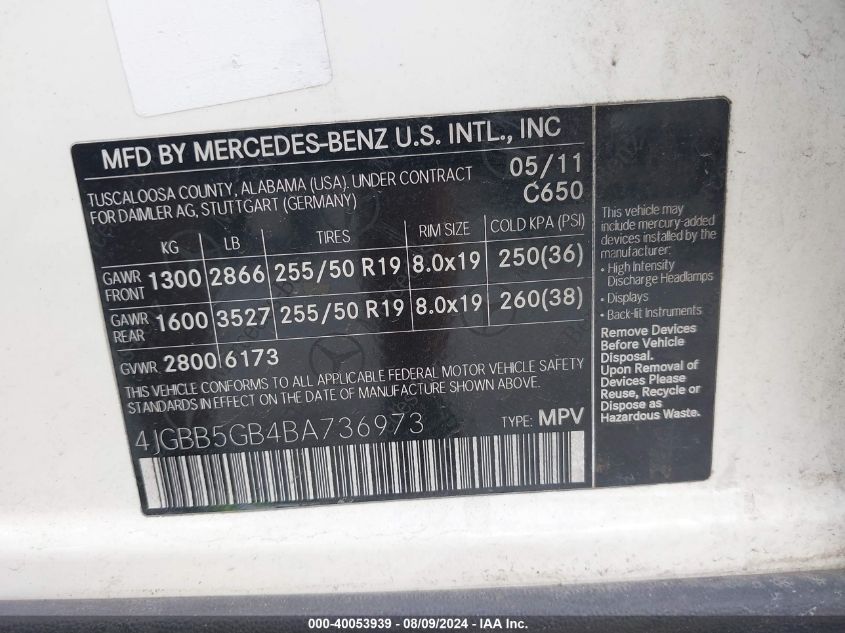 MFD BY MERCEDES-BENZ U.S. INTL., INC
TUSCALOOSA COUNTY, ALABAMA (USA). UNDER CONTRACT
FOR DAIMLER AG, STUTTGART (GERMANY)
05/11
C650
KG LB TIRES RIM SIZE COLD KPA (PSI)
GAWR FRONT 1300 2866 255/50 R19 8.0x19 250(36)
GAWR REAR 1600 3527 255/50 R19 8.0x19 260(38)
GVWR 2800 6173
THIS VEHICLE CONFORMS TO ALL APPLICABLE FEDERAL MOTOR VEHICLE SAFETY
STANDARDS IN EFFECT ON THE DATE OF MANUFACTURE SHOWN ABOVE.
4JGBB5GB4BA736973 TYPE: MPV
This vehicle may
include mercury-added
devices installed by the
manufacturer:
• High Intensity
Discharge Headlamps
• Displays
• Back-lit Instruments
Remove Devices
Before Vehicle
Disposal.
Upon Removal of
Devices Please
Reuse, Recycle or
Dispose as
Hazardous Waste.
000-40053939 - 08/09/2024 - IAA Inc.